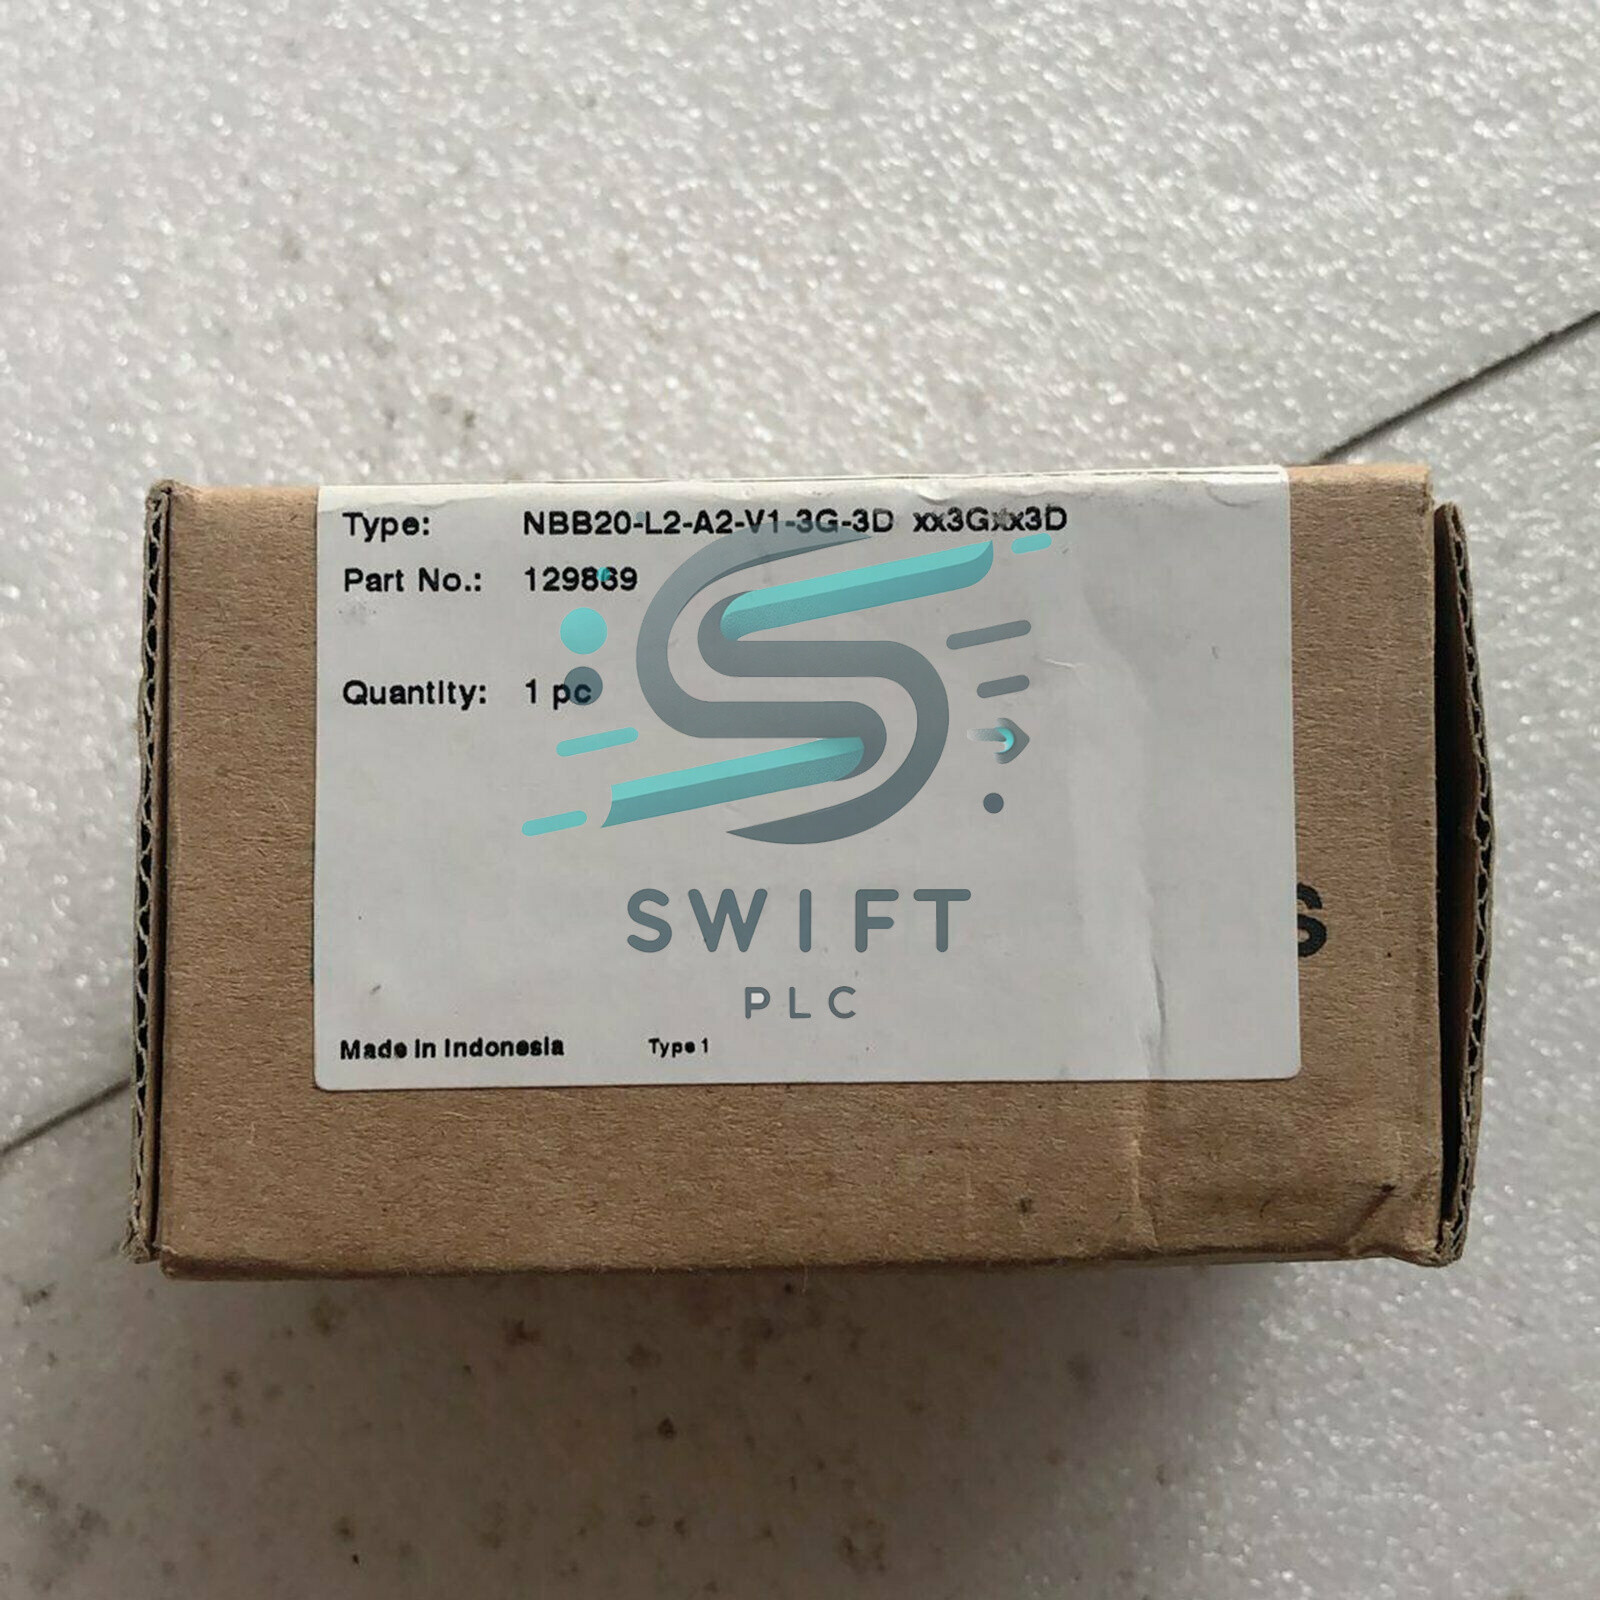 Type: NBB20-L2-A2-V1-3G-3D xx3Gxx3D
Part No.: 129869
Quantity: 1 pc
S
SWIFT
PLC
Made in Indonesia Type 1